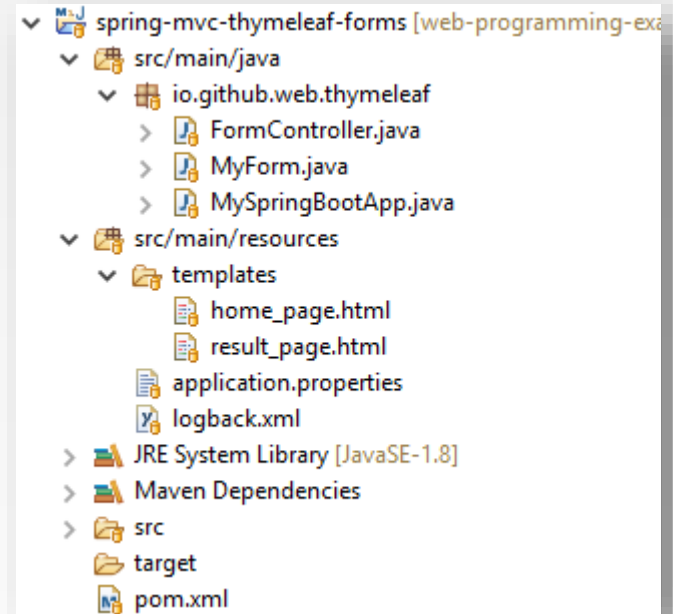 spring-mvc-thymeleaf-forms [web-programming-exa
src/main/java
io.github.web.thymeleaf
FormController.java
MyForm.java
MySpringBootApp.java
src/main/resources
templates
home_page.html
result_page.html
application.properties
logback.xml
JRE System Library [JavaSE-1.8]
Maven Dependencies
src
target
pom.xml